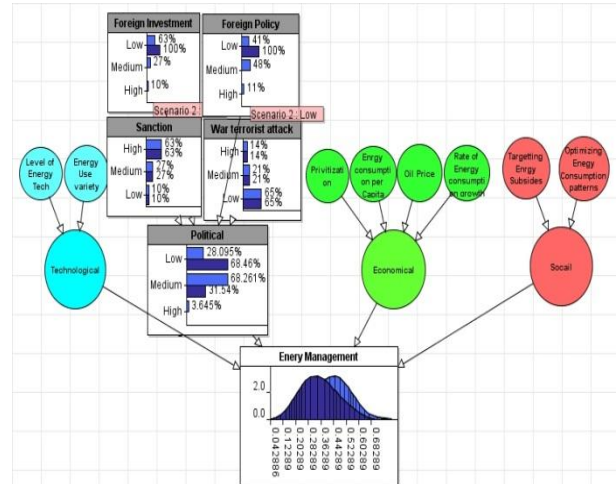 Foreign Investment
Low
63%
100%
Medium
27%
High
10%
Scenario 2 :
Foreign Policy
Low
41%
100%
Medium
48%
High
11%
Scenario 2 : Low
Sanction
High
63%
63%
Medium
27%
27%
Low
10%
10%
War terrorist attack
High
14%
14%
Medium
21%
21%
Low
65%
65%
Level of
Energy
Tech
Energy
Use variety
Privitizati
on
Enrgy
consumpti
on per
Capita
Oil Price
Rate of
Energy
consumpti
on growth
Targetting
Enrgy
Subsides
Optimizing
Enegy
Consumption
patterns
Political
Low
28.095%
68.46%
Medium
68.261%
31.54%
High
3.645%
Technological
Economical
Socail
Enery Management
2.0
0.0
0.042886
0.12289
0.20289
0.28289
0.36289
0.44289
0.52289
0.60289
0.68289